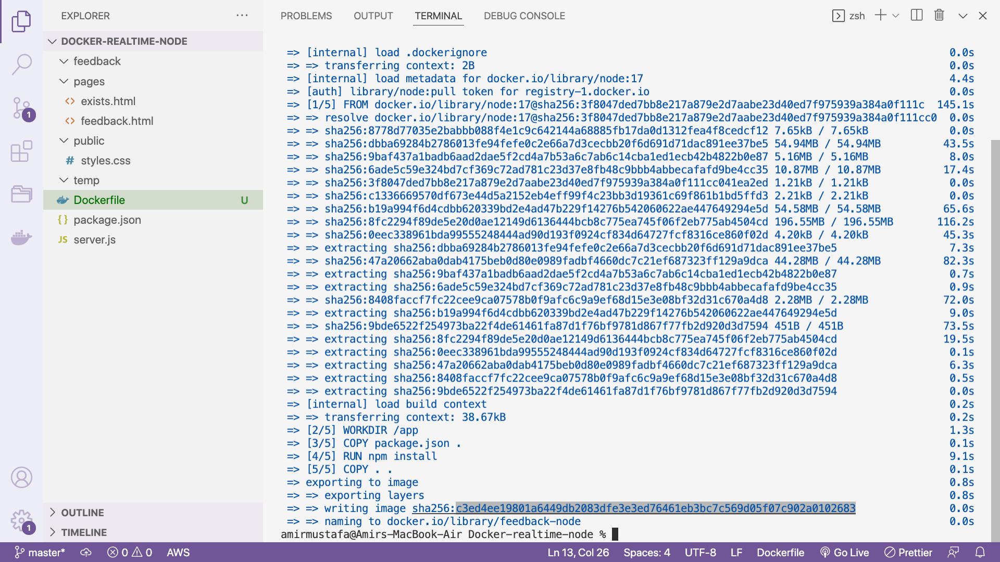 EXPLORER
DOCKER-REALTIME-NODE
feedback
pages
<> exists.html
<> feedback.html
public
# styles.css
temp
Dockerfile U
{} package.json
JS server.js
OUTLINE
TIMELINE
1
1
PROBLEMS OUTPUT TERMINAL DEBUG CONSOLE zsh
=> [internal] load .dockerignore 0.0s
=> => transferring context: 2B 0.0s
=> [internal] load metadata for docker.io/library/node:17 4.4s
=> [auth] library/node:pull token for registry-1.docker.io 0.0s
=> [1/5] FROM docker.io/library/node:17@sha256:3f8047ded7bb8e217a879e2d7aabe23d40ed7f975939a384a0f111c 145.1s
=> => resolve docker.io/library/node:17@sha256:3f8047ded7bb8e217a879e2d7aabe23d40ed7f975939a384a0f111cc0 0.0s
=> => sha256:8778d77035e2babbb088f4e1c9c642144a68885fb17da0d1312fea4f8cedcf12 7.65kB / 7.65kB 0.0s
=> => sha256:dbba69284b2786013fe94fefe0c2e66a7d3cecbb20f6d691d71dac891ee37be5 54.94MB / 54.94MB 43.5s
=> => sha256:9baf437a1badb6aad2dae5f2cd4a7b53a6c7ab6c14cba1ed1ecb42b4822b0e87 5.16MB / 5.16MB 8.0s
=> => sha256:6ade5c59e324bd7cf369c72ad781c23d37e8fb48c9bbb4abbecafafd9be4cc35 10.87MB / 10.87MB 17.4s
=> => sha256:3f8047ded7bb8e217a879e2d7aabe23d40ed7f975939a384a0f111cc041ea2ed 1.21kB / 1.21kB 0.0s
=> => sha256:c1336669570df673e44d5a2152eb4eff99f4c23bb3d19361c69f861b1bd5ffd3 2.21kB / 2.21kB 0.0s
=> => sha256:b19a994f6d4cdbb620339bd2e4ad47b229f14276b542060622ae447649294e5d 54.58MB / 54.58MB 65.6s
=> => sha256:8fc2294f89de5e20d0ae12149d6136444bcb8c775ea745f06f2eb775ab4504cd 196.55MB / 196.55MB 116.2s
=> => sha256:0eec338961bda99555248444ad90d193f0924cf834d64727fcf8316ce860f02d 4.20kB / 4.20kB 45.3s
=> => extracting sha256:dbba69284b2786013fe94fefe0c2e66a7d3cecbb20f6d691d71dac891ee37be5 7.3s
=> => sha256:47a20662aba0dab4175beb0d80e0989fadbf4660dc7c21ef687323ff129a9dca 44.28MB / 44.28MB 82.3s
=> => extracting sha256:9baf437a1badb6aad2dae5f2cd4a7b53a6c7ab6c14cba1ed1ecb42b4822b0e87 0.7s
=> => extracting sha256:6ade5c59e324bd7cf369c72ad781c23d37e8fb48c9bbb4abbecafafd9be4cc35 0.9s
=> => sha256:8408faccf7fc22cee9ca07578b0f9afc6c9a9ef68d15e3e08bf32d31c670a4d8 2.28MB / 2.28MB 72.0s
=> => extracting sha256:b19a994f6d4cdbb620339bd2e4ad47b229f14276b542060622ae447649294e5d 9.0s
=> => sha256:9bde6522f254973ba22f4de61461fa87d1f76bf9781d867f77fb2d920d3d7594 451B / 451B 73.5s
=> => extracting sha256:8fc2294f89de5e20d0ae12149d6136444bcb8c775ea745f06f2eb775ab4504cd 19.5s
=> => extracting sha256:0eec338961bda99555248444ad90d193f0924cf834d64727fcf8316ce860f02d 0.1s
=> => extracting sha256:47a20662aba0dab4175beb0d80e0989fadbf4660dc7c21ef687323ff129a9dca 6.3s
=> => extracting sha256:8408faccf7fc22cee9ca07578b0f9afc6c9a9ef68d15e3e08bf32d31c670a4d8 0.5s
=> => extracting sha256:9bde6522f254973ba22f4de61461fa87d1f76bf9781d867f77fb2d920d3d7594 0.0s
=> [internal] load build context 0.2s
=> => transferring context: 38.67kB 0.2s
=> [2/5] WORKDIR /app 1.3s
=> [3/5] COPY package.json . 0.1s
=> [4/5] RUN npm install 9.1s
=> [5/5] COPY . . 0.1s
=> exporting to image 0.8s
=> => exporting layers 0.8s
=> => writing image sha256:c3ed4ee19801a6449db2083dfe3e3ed76461eb3bc7c569d05f07c902a0102683 0.0s
=> => naming to docker.io/library/feedback-node 0.0s
amirmustafa@Amirs-MacBook-Air Docker-realtime-node %
master* 0 0 AWS Ln 13, Col 26 Spaces: 4 UTF-8 LF Dockerfile Go Live Prettier